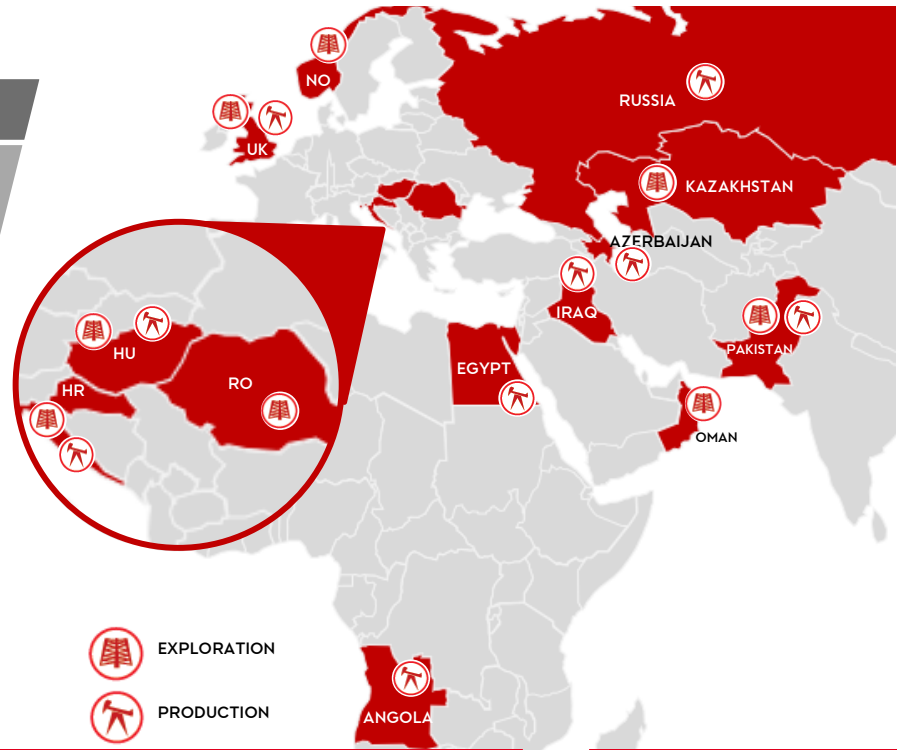 NO
RUSSIA
UK
KAZAKHSTAN
AZERBAIJAN
IRAQ
PAKISTAN
HU
EGYPT
RO
HR
OMAN
EXPLORATION
PRODUCTION
ANGOLA